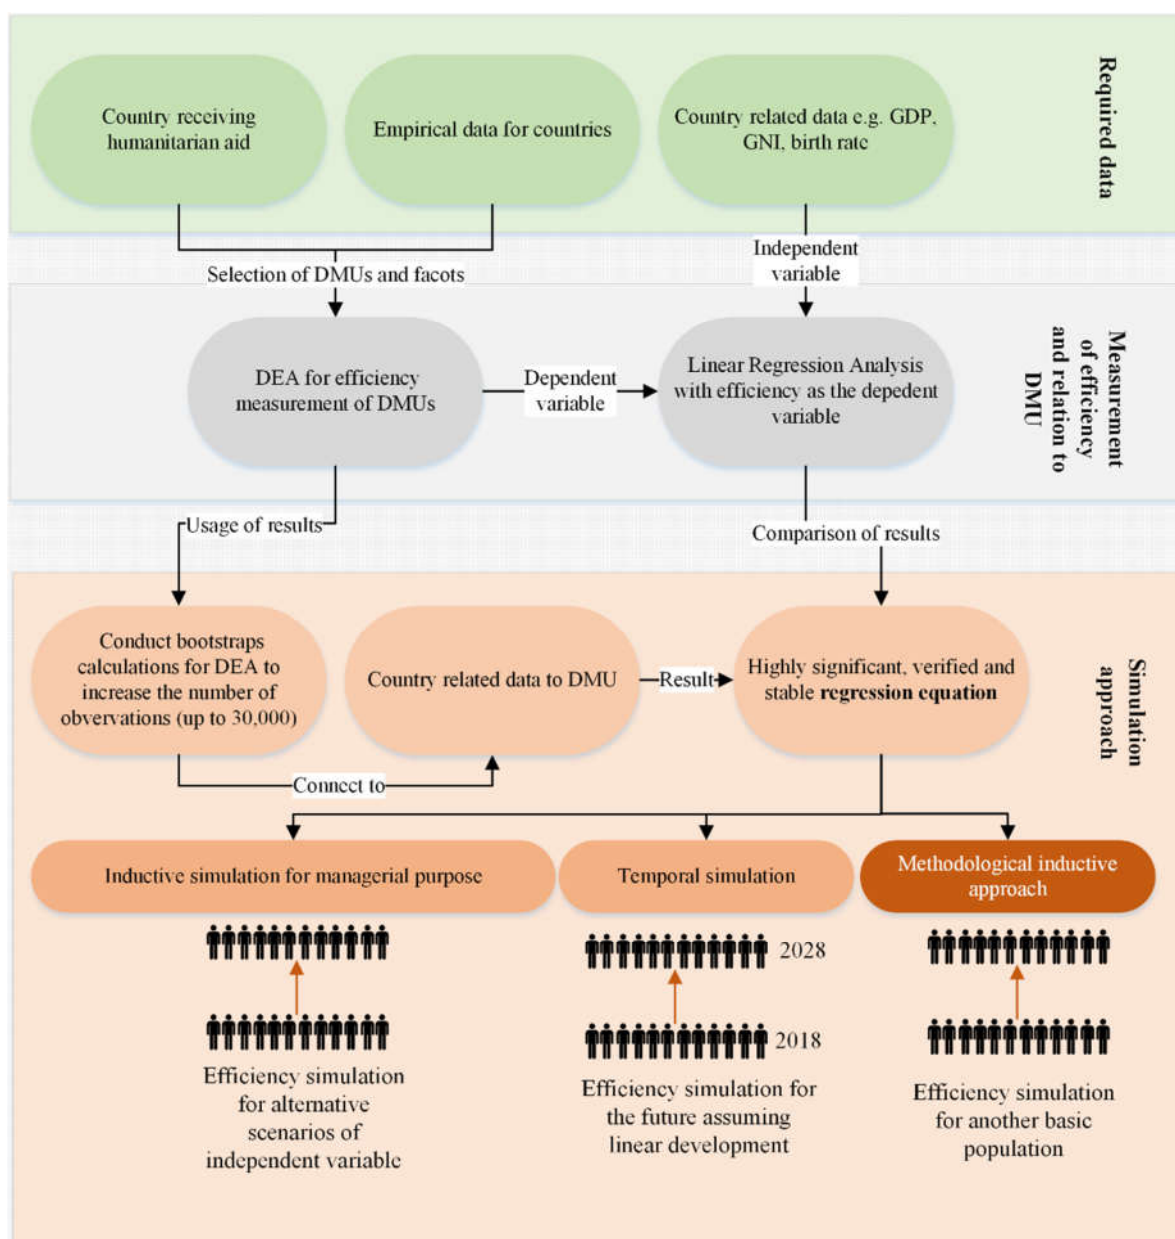 Country receiving
humanitarian aid
Empirical data for countries
Country related data e.g. GDP,
GNI, birth rate
Required data
Selection of DMUs and facots
Independent
variable
DEA for efficiency
measurement of DMUs
Dependent
variable
Linear Regression Analysis
with efficiency as the depedent
variable
Measurement
of efficiency
and relation to
DMU
Usage of results
Comparison of results
Conduct bootstraps
calculations for DEA to
increase the number of
obvervations (up to 30,000)
Country related data to DMU
Result
Highly significant, verified and
stable regression equation
Simulation
approach
Connect to
Inductive simulation for managerial purpose
Temporal simulation
Methodological inductive
approach
2028
2018
Efficiency simulation
for alternative
scenarios of
independent variable
Efficiency simulation for
the future assuming
linear development
Efficiency simulation
for another basic
population